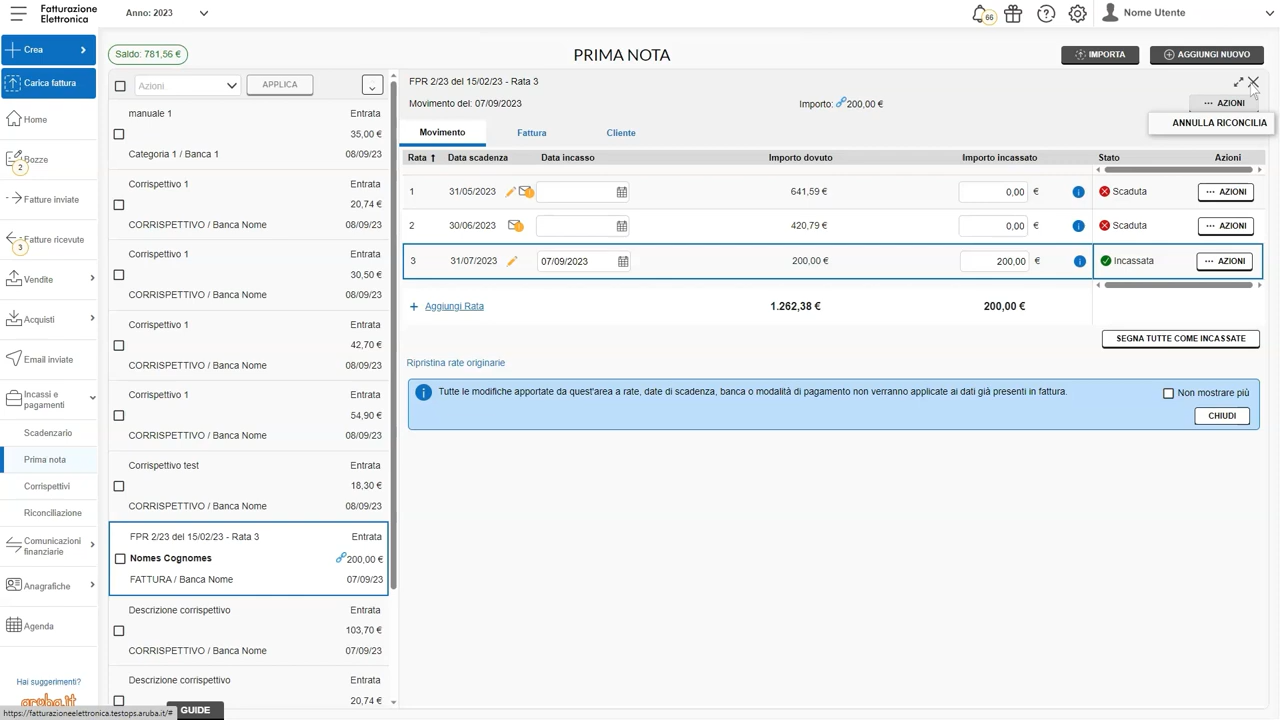 Fatturazione
Elettronica
Anno: 2023
66
Nome Utente
Crea
Carica fattura
Home
Bozze
2
Fatture inviate
Fatture ricevute
3
Vendite
Acquisti
Email inviate
Incassi e
pagamenti
Scadenzario
Prima nota
Corrispettivi
Riconciliazione
Comunicazioni
finanziarie
Anagrafiche
Agenda
Hai suggerimenti?
aruba.it
https://fatturazioneelettronica.testops.aruba.it/#
GUIDE
Saldo: 781,56 €
PRIMA NOTA
IMPORTA
AGGIUNGI NUOVO
Azioni
APPLICA
manuale 1 Entrata
35,00 €
Categoria 1 / Banca 1 08/09/23
Corrispettivo 1 Entrata
20,74 €
CORRISPETTIVO / Banca Nome 08/09/23
Corrispettivo 1 Entrata
30,50 €
CORRISPETTIVO / Banca Nome 08/09/23
Corrispettivo 1 Entrata
42,70 €
CORRISPETTIVO / Banca Nome 08/09/23
Corrispettivo 1 Entrata
54,90 €
CORRISPETTIVO / Banca Nome 08/09/23
Corrispettivo test Entrata
18,30 €
CORRISPETTIVO / Banca Nome 08/09/23
FPR 2/23 del 15/02/23 - Rata 3 Entrata
Nomes Cognomes 200,00 €
FATTURA / Banca Nome 07/09/23
Descrizione corrispettivo Entrata
103,70 €
CORRISPETTIVO / Banca Nome 07/09/23
Descrizione corrispettivo Entrata
20,74 €
FPR 2/23 del 15/02/23 - Rata 3
Movimento del: 07/09/2023 Importo: 200,00 €
··· AZIONI
ANNULLA RICONCILIA
Movimento Fattura Cliente
Rata Data scadenza Data incasso Importo dovuto Importo incassato Stato Azioni
1 31/05/2023 641,59 € 0,00 € Scaduta ··· AZIONI
2 30/06/2023 420,79 € 0,00 € Scaduta ··· AZIONI
3 31/07/2023 07/09/2023 200,00 € 200,00 € Incassata ··· AZIONI
+ Aggiungi Rata 1.262,38 € 200,00 €
SEGNA TUTTE COME INCASSATE
Ripristina rate originarie
Tutte le modifiche apportate da quest'area a rate, date di scadenza, banca o modalità di pagamento non verranno applicate ai dati già presenti in fattura.
Non mostrare più
CHIUDI